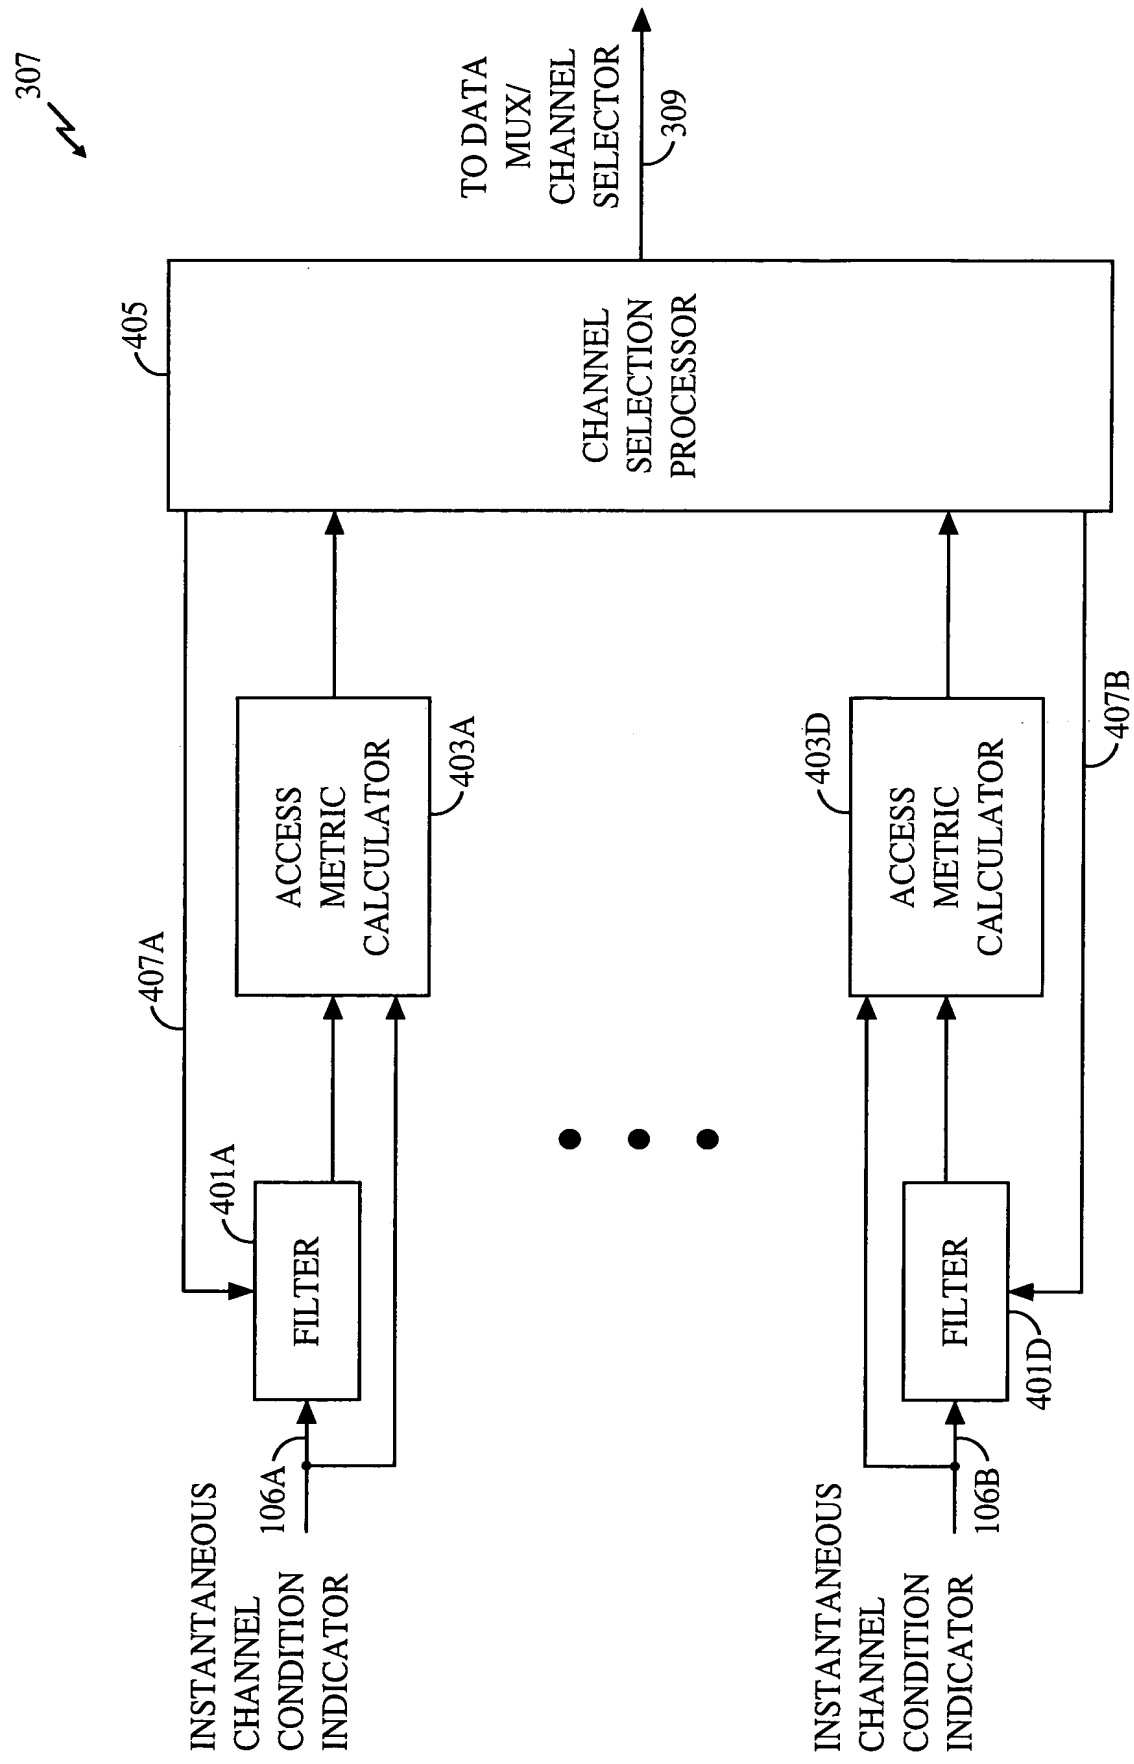 307
TO DATA
MUX/
CHANNEL
SELECTOR
309
405
CHANNEL
SELECTION
PROCESSOR
407A
ACCESS
METRIC
CALCULATOR
403A
401A
FILTER
106A
INSTANTANEOUS
CHANNEL
CONDITION
INDICATOR
403D
ACCESS
METRIC
CALCULATOR
407B
FILTER
401D
106B
INSTANTANEOUS
CHANNEL
CONDITION
INDICATOR